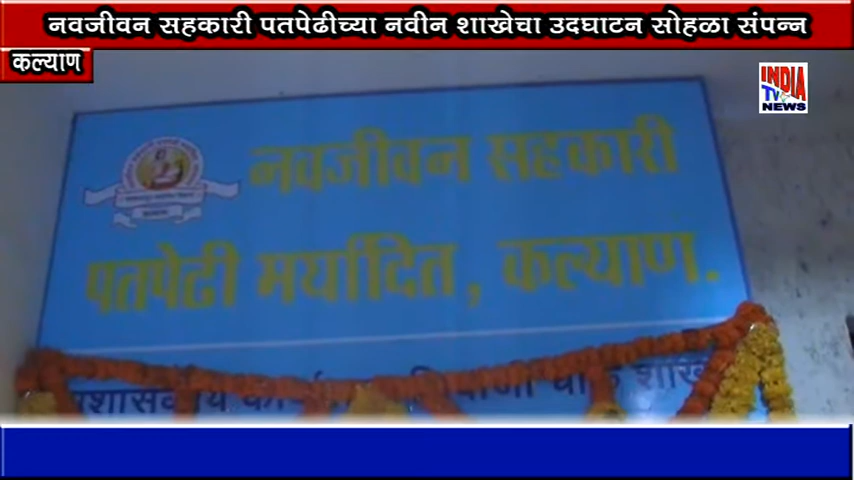 नवजीवन सहकारी पतपेढीच्या नवीन शाखेचा उदघाटन सोहळा संपन्न
कल्याण
INDIA
TV
NEWS
नवजीवन सहकारी
पतपेढी मर्यादित, कल्याण.